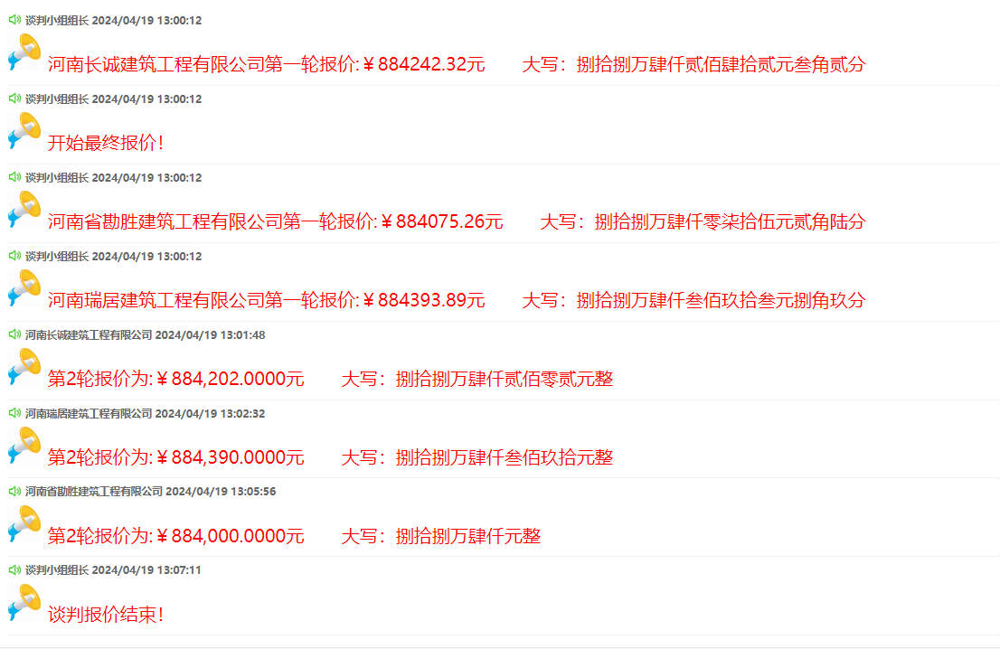 谈判小组组长 2024/04/19 13:00:12
河南长诚建筑工程有限公司第一轮报价:￥884242.32元 大写：捌拾捌万肆仟贰佰肆拾贰元叁角贰分
谈判小组组长 2024/04/19 13:00:12
开始最终报价！
谈判小组组长 2024/04/19 13:00:12
河南省勘胜建筑工程有限公司第一轮报价:￥884075.26元 大写：捌拾捌万肆仟零柒拾伍元贰角陆分
谈判小组组长 2024/04/19 13:00:12
河南瑞居建筑工程有限公司第一轮报价:￥884393.89元 大写：捌拾捌万肆仟叁佰玖拾叁元捌角玖分
河南长诚建筑工程有限公司 2024/04/19 13:01:48
第2轮报价为:￥884,202.0000元 大写：捌拾捌万肆仟贰佰零贰元整
河南瑞居建筑工程有限公司 2024/04/19 13:02:32
第2轮报价为:￥884,390.0000元 大写：捌拾捌万肆仟叁佰玖拾元整
河南省勘胜建筑工程有限公司 2024/04/19 13:05:56
第2轮报价为:￥884,000.0000元 大写：捌拾捌万肆仟元整
谈判小组组长 2024/04/19 13:07:11
谈判报价结束！